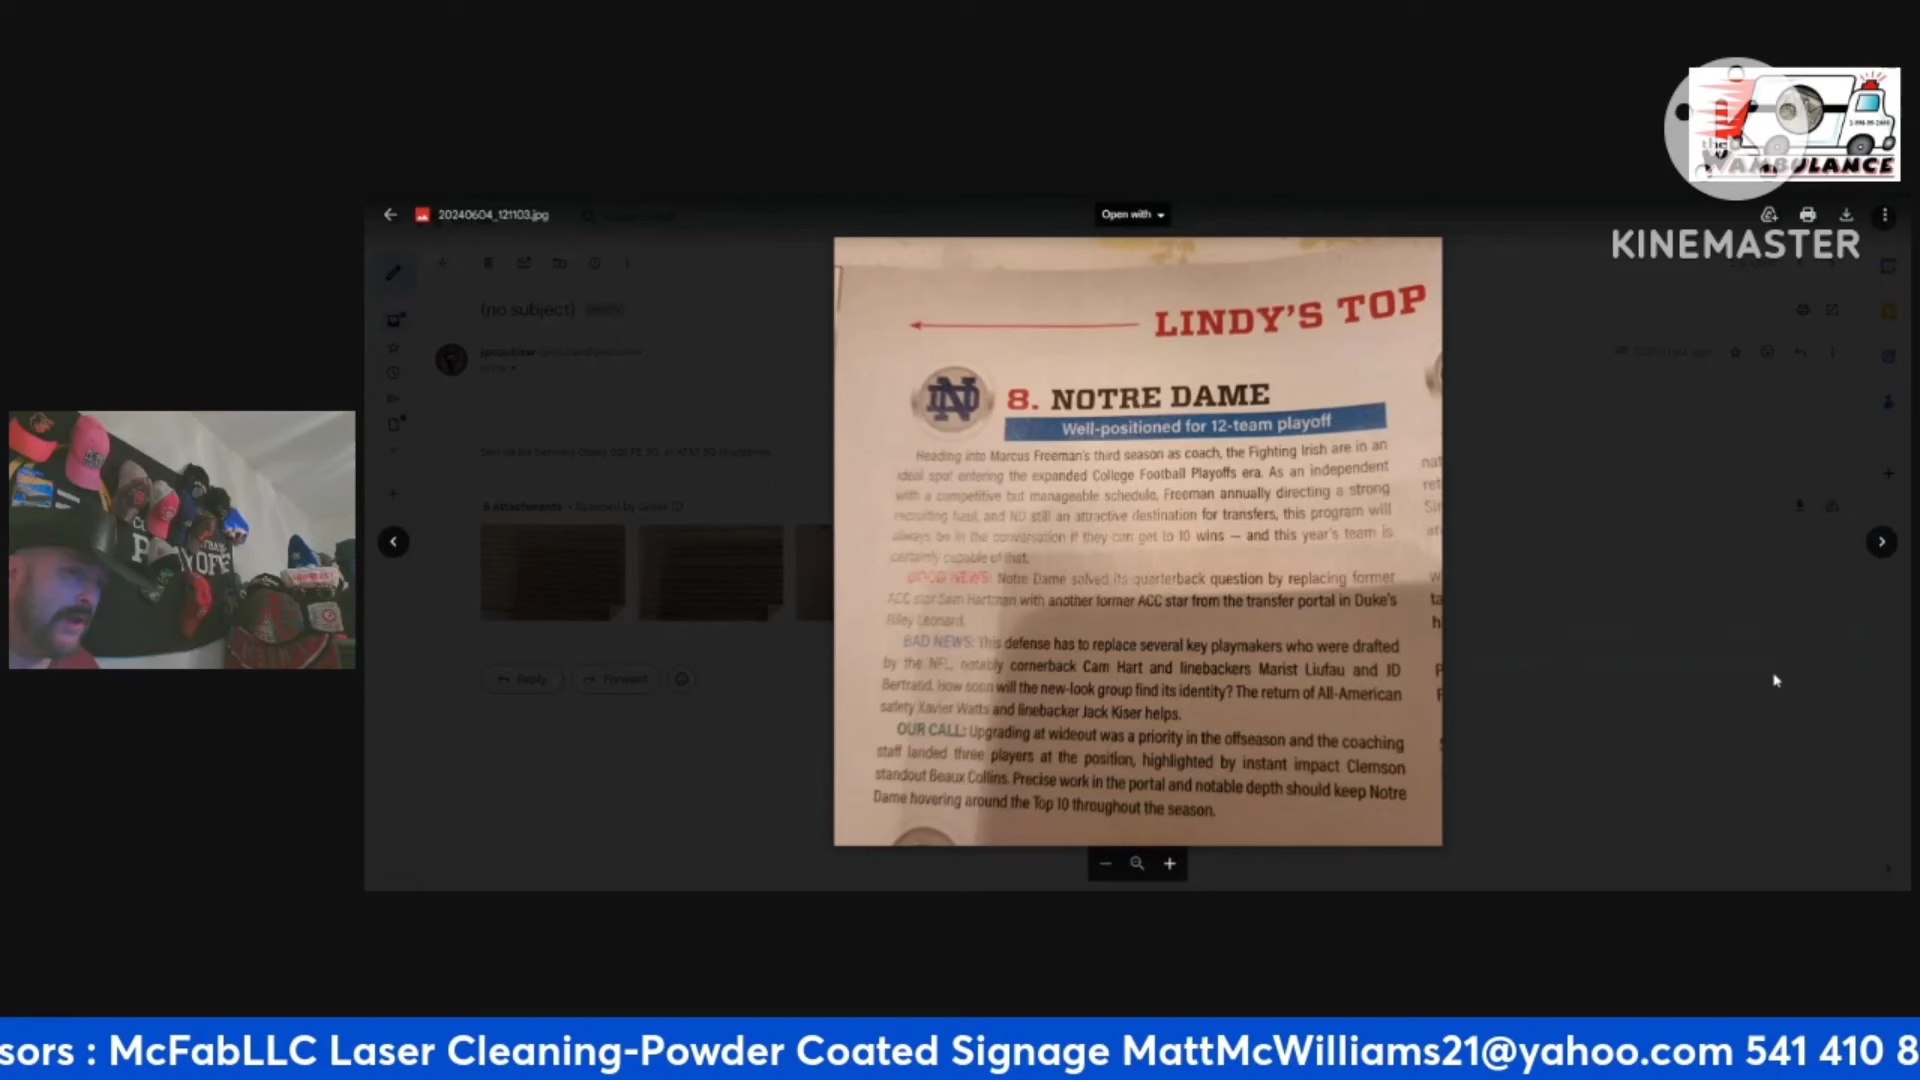 the
WAMBULANCE
KINEMASTER
20240604_121103.jpg
Open with
(no subject)
LINDY'S TOP
ND
8. NOTRE DAME
Well-positioned for 12-team playoff
Heading into Marcus Freeman's third season as coach, the Fighting Irish are in an
ideal spot entering the expanded College Football Playoffs era. As an independent
with a competitive but manageable schedule, Freeman annually directing a strong
recruiting haul, and ND still an attractive destination for transfers, this program will
always be in the conversation if they can get to 10 wins — and this year's team is
certainly capable of that.
GOOD NEWS: Notre Dame solved its quarterback question by replacing former
ACC star Sam Hartman with another former ACC star from the transfer portal in Duke's
Riley Leonard.
BAD NEWS: This defense has to replace several key playmakers who were drafted
by the NFL, notably cornerback Cam Hart and linebackers Marist Liufau and JD
Bertrand. How soon will the new-look group find its identity? The return of All-American
safety Xavier Watts and linebacker Jack Kiser helps.
OUR CALL: Upgrading at wideout was a priority in the offseason and the coaching
staff landed three players at the position, highlighted by instant impact Clemson
standout Beaux Collins. Precise work in the portal and notable depth should keep Notre
Dame hovering around the Top 10 throughout the season.
6 attachments
Reply
Forward
sors : McFabLLC Laser Cleaning-Powder Coated Signage MattMcWilliams21@yahoo.com 541 410 8